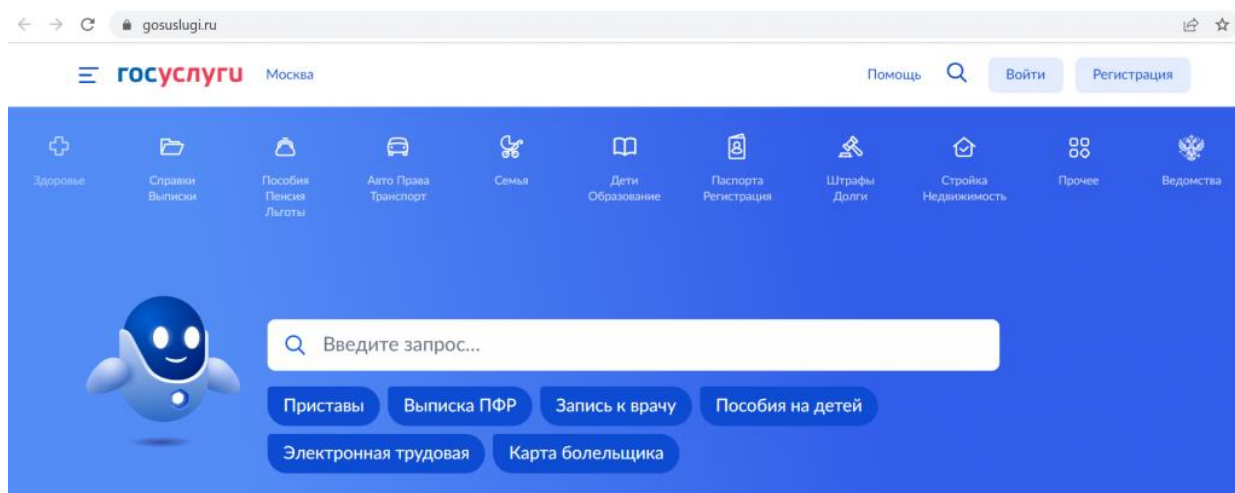 gosuslugi.ru
госуслуги Москва Помощь Войти Регистрация
Здоровье
Справки
Выписки
Пособия
Пенсия
Льготы
Авто Права
Транспорт
Семья
Дети
Образование
Паспорта
Регистрация
Штрафы
Долги
Стройка
Недвижимость
Прочее
Ведомства
Введите запрос...
Приставы Выписка ПФР Запись к врачу Пособия на детей
Электронная трудовая Карта болельщика